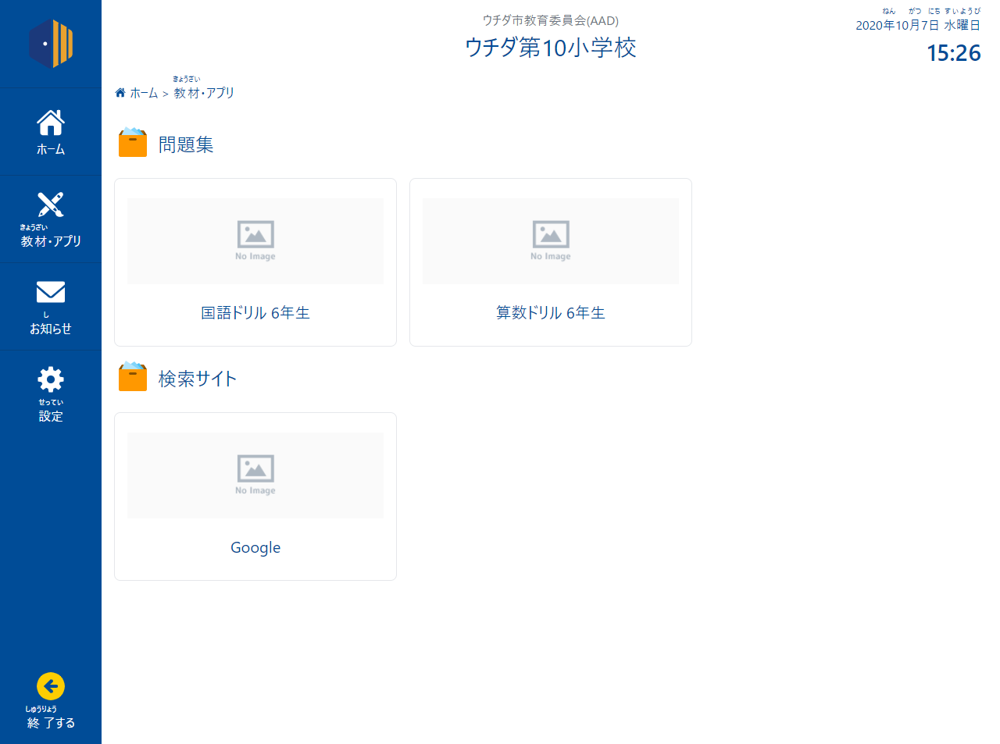 ウチダ市教育委員会(AAD)
ウチダ第10小学校
ねん がつ にち すいようび
2020年10月7日 水曜日
15:26
きょうざい
ホーム > 教材・アプリ
ホーム
きょうざい
教材・アプリ
し
お知らせ
せってい
設定
しゅうりょう
終了する
問題集
No Image
No Image
国語ドリル 6年生
算数ドリル 6年生
検索サイト
No Image
Google